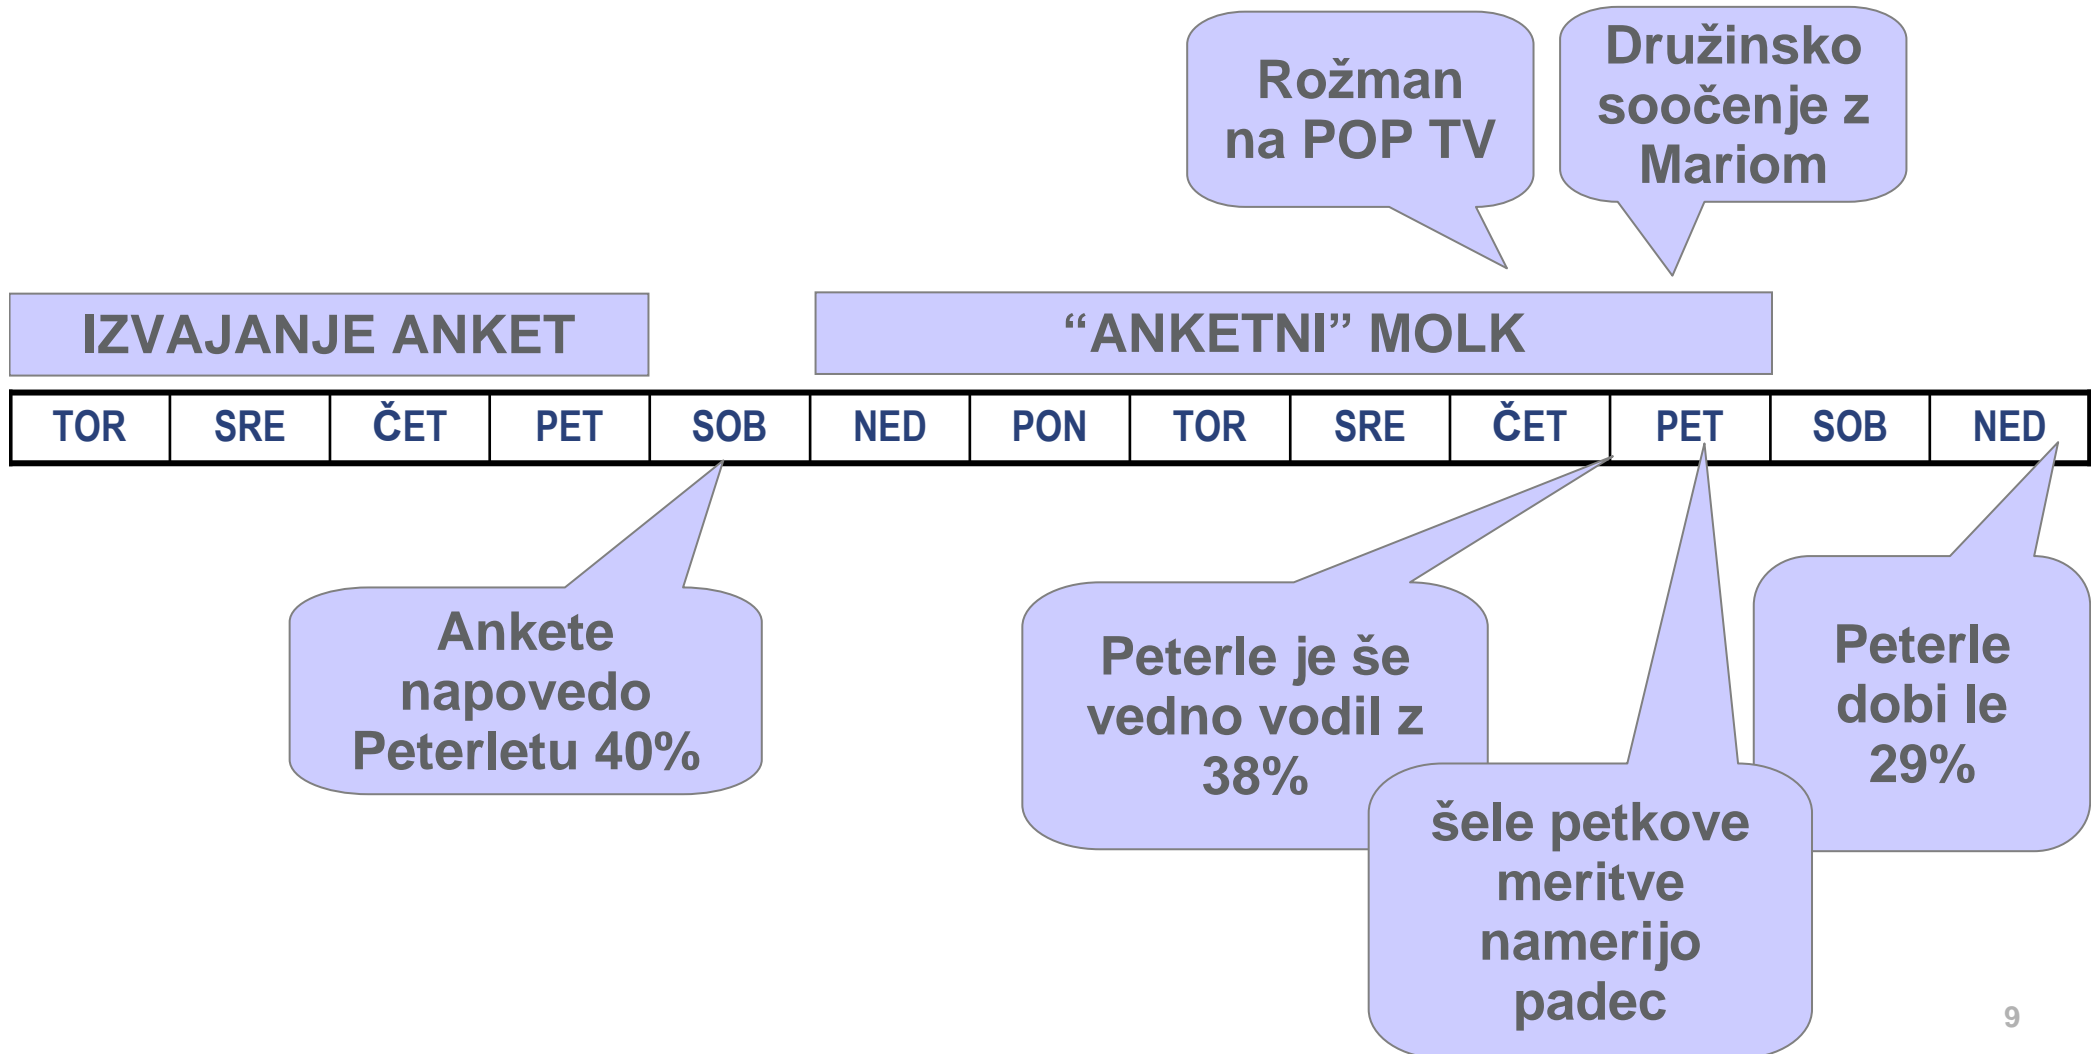 Rožman
na POP TV
Družinsko
soočenje z
Mariom
IZVAJANJE ANKET
“ANKETNI” MOLK
TOR SRE ČET PET SOB NED PON TOR SRE ČET PET SOB NED
Ankete
napovedo
Peterletu 40%
Peterle je še
vedno vodil z
38%
šele petkove
meritve
namerijo
padec
Peterle
dobi le
29%
9